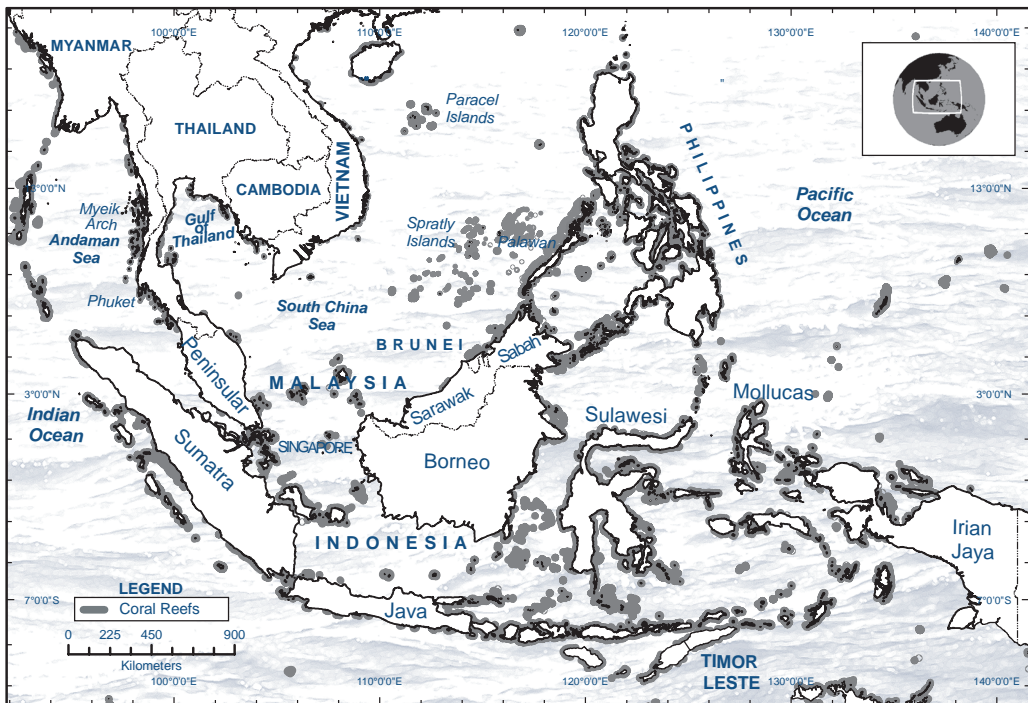 100°0'0"E
110°0'0"E
120°0'0"E
130°0'0"E
140°0'0"E
MYANMAR
Paracel
Islands
THAILAND
PHILIPPINES
VIETNAM
CAMBODIA
13°0'0"N
Pacific
Ocean
Myeik
Arch
Andaman
Sea
Gulf
of
Thailand
Spratly
Islands
Palawan
Phuket
South China
Sea
BRUNEI
Sabah
Peninsular
MALAYSIA
3°0'0"N
3°0'0"N
Mollucas
Sarawak
Sulawesi
Indian
Ocean
SINGAPORE
Sumatra
Borneo
INDONESIA
Irian
Jaya
LEGEND
Coral Reefs
Java
7°0'0"S
7°0'0"S
0 225 450 900
Kilometers
TIMOR
LESTE
100°0'0"E
110°0'0"E
120°0'0"E
130°0'0"E
140°0'0"E